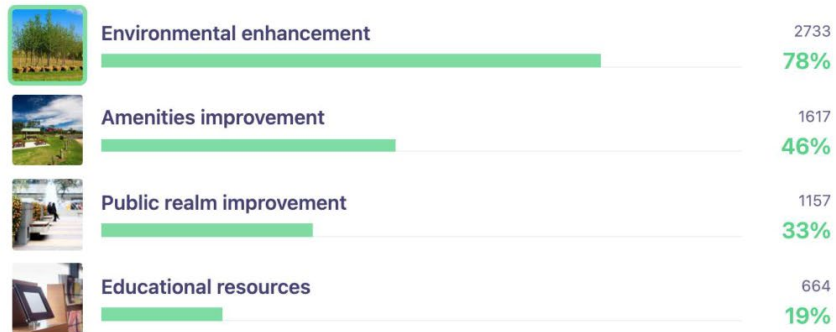 Environmental enhancement
2733
78%
Amenities improvement
1617
46%
Public realm improvement
1157
33%
Educational resources
664
19%